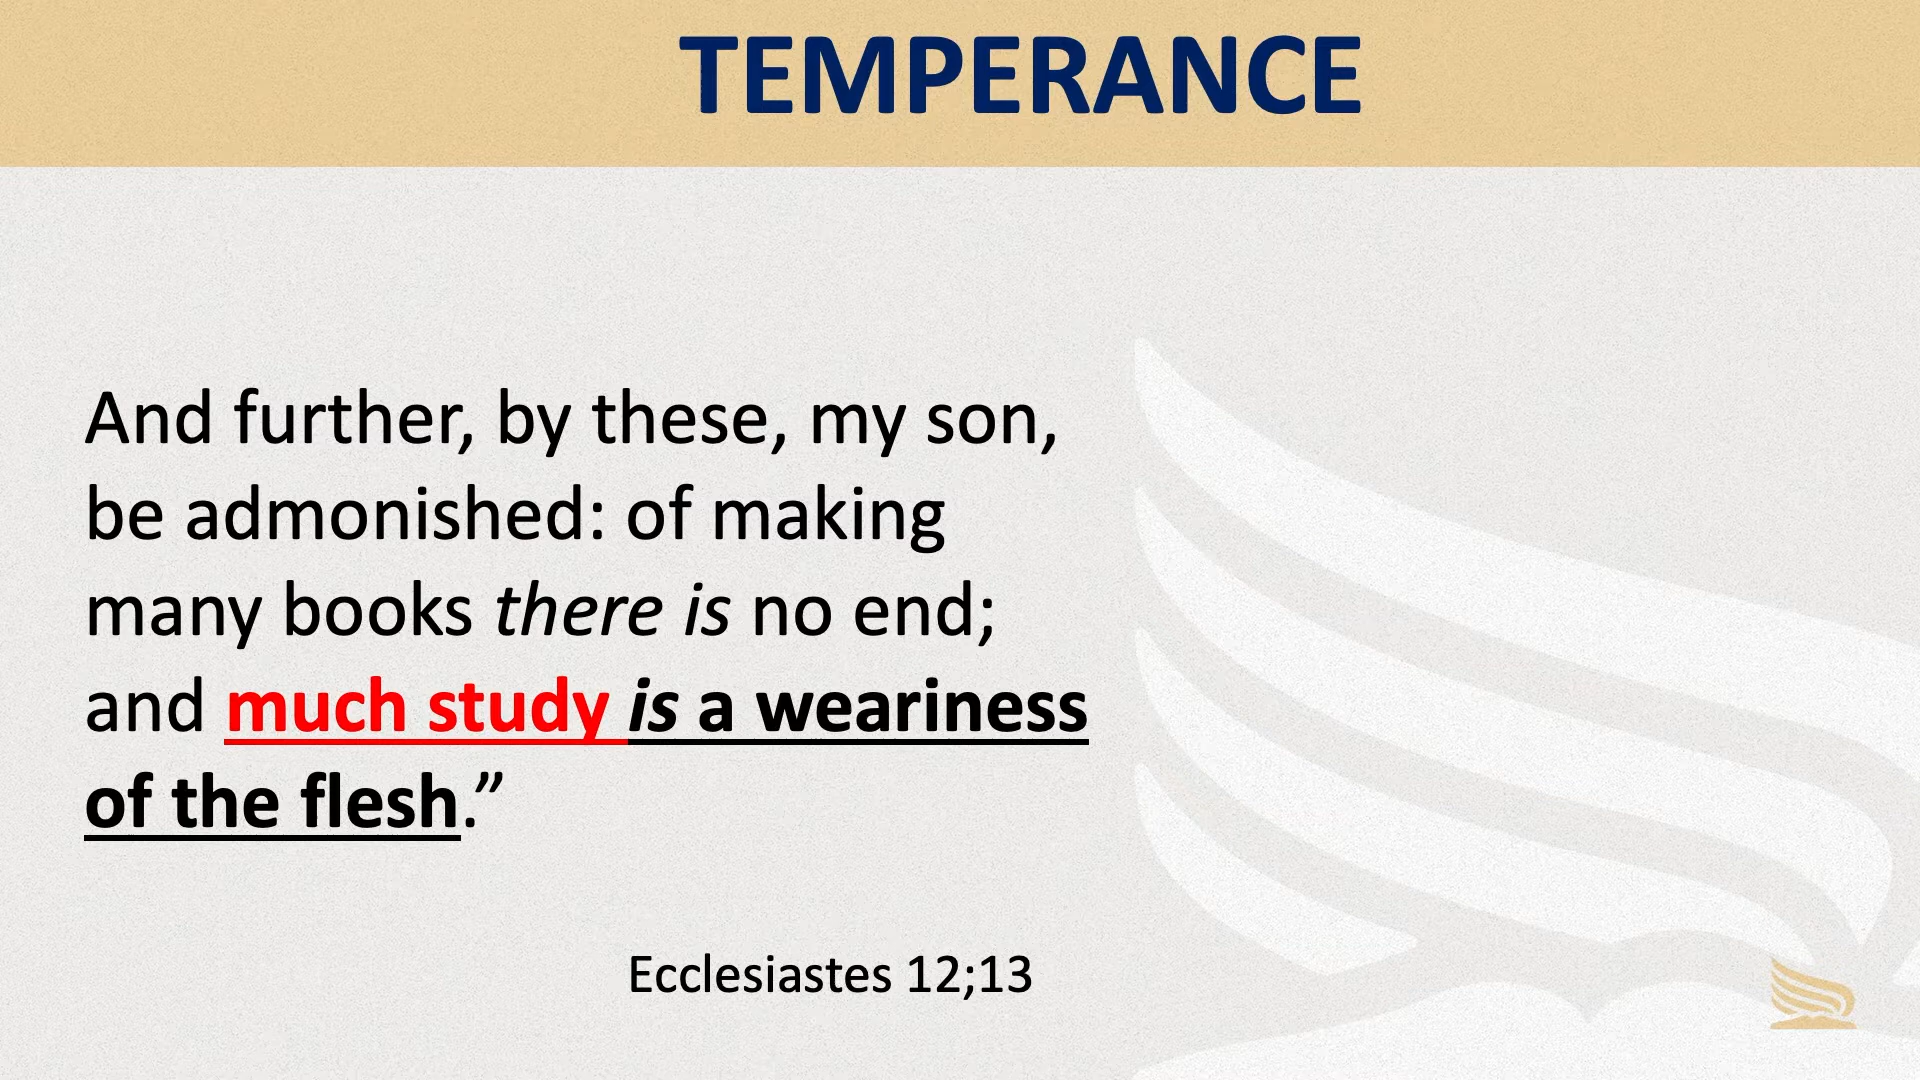 TEMPERANCE
And further, by these, my son,
be admonished: of making
many books there is no end;
and much study is a weariness
of the flesh.”
Ecclesiastes 12;13